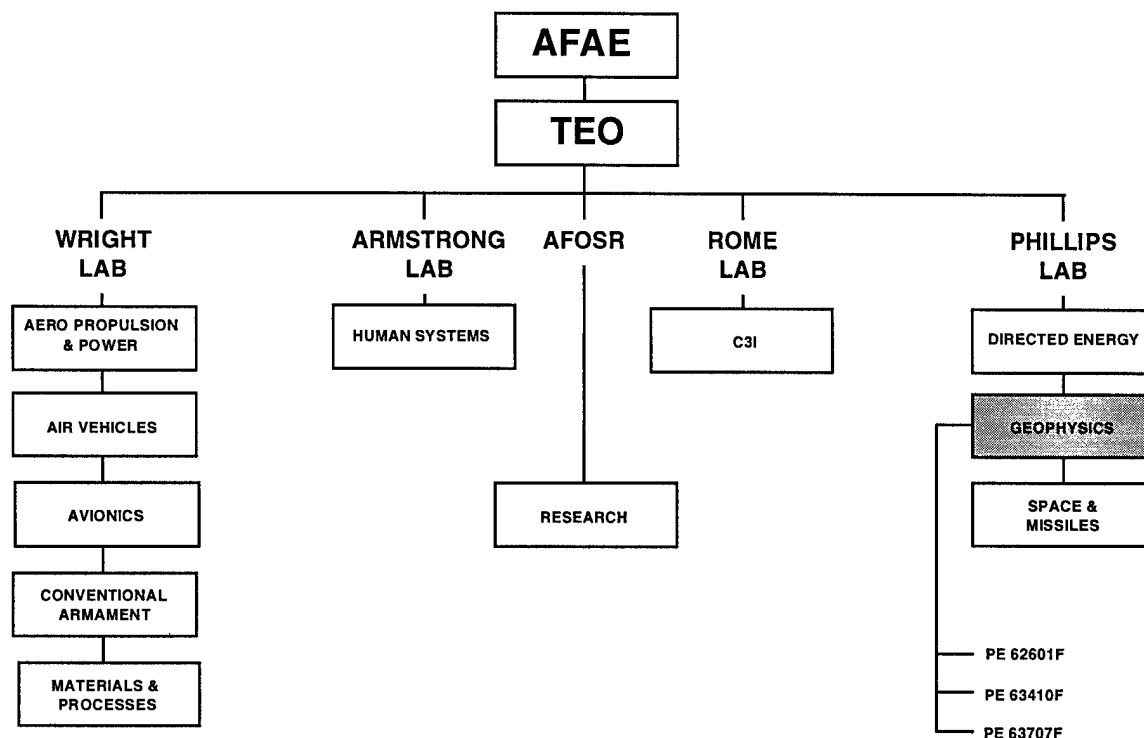 AFAE
TEO
WRIGHT
LAB
AERO PROPULSION
& POWER
AIR VEHICLES
AVIONICS
CONVENTIONAL
ARMAMENT
MATERIALS &
PROCESSES
ARMSTRONG
LAB
HUMAN SYSTEMS
AFOSR
RESEARCH
ROME
LAB
C3I
PHILLIPS
LAB
DIRECTED ENERGY
GEOPHYSICS
SPACE &
MISSILES
PE 62601F
PE 63410F
PE 63707F